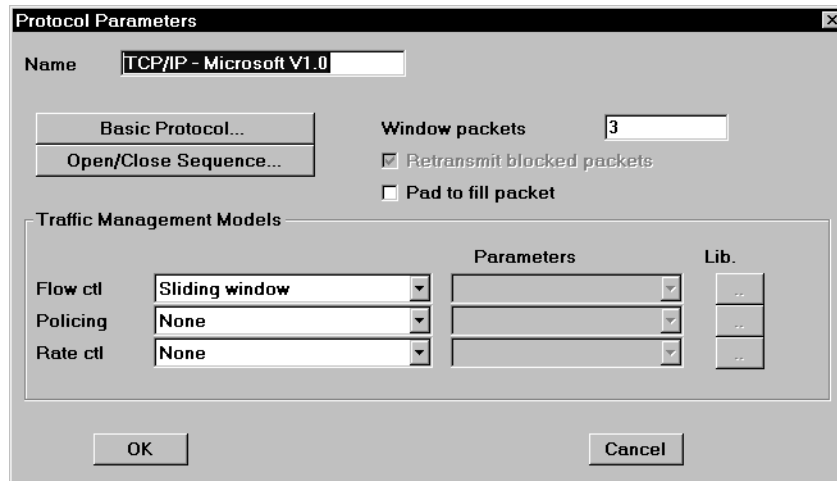 Protocol Parameters
Name TCP/IP - Microsoft V1.0
Basic Protocol...
Window packets 3
Open/Close Sequence...
Retransmit blocked packets
Pad to fill packet
Traffic Management Models
Parameters Lib.
Flow ctl Sliding window ..
Policing None ..
Rate ctl None ..
OK Cancel